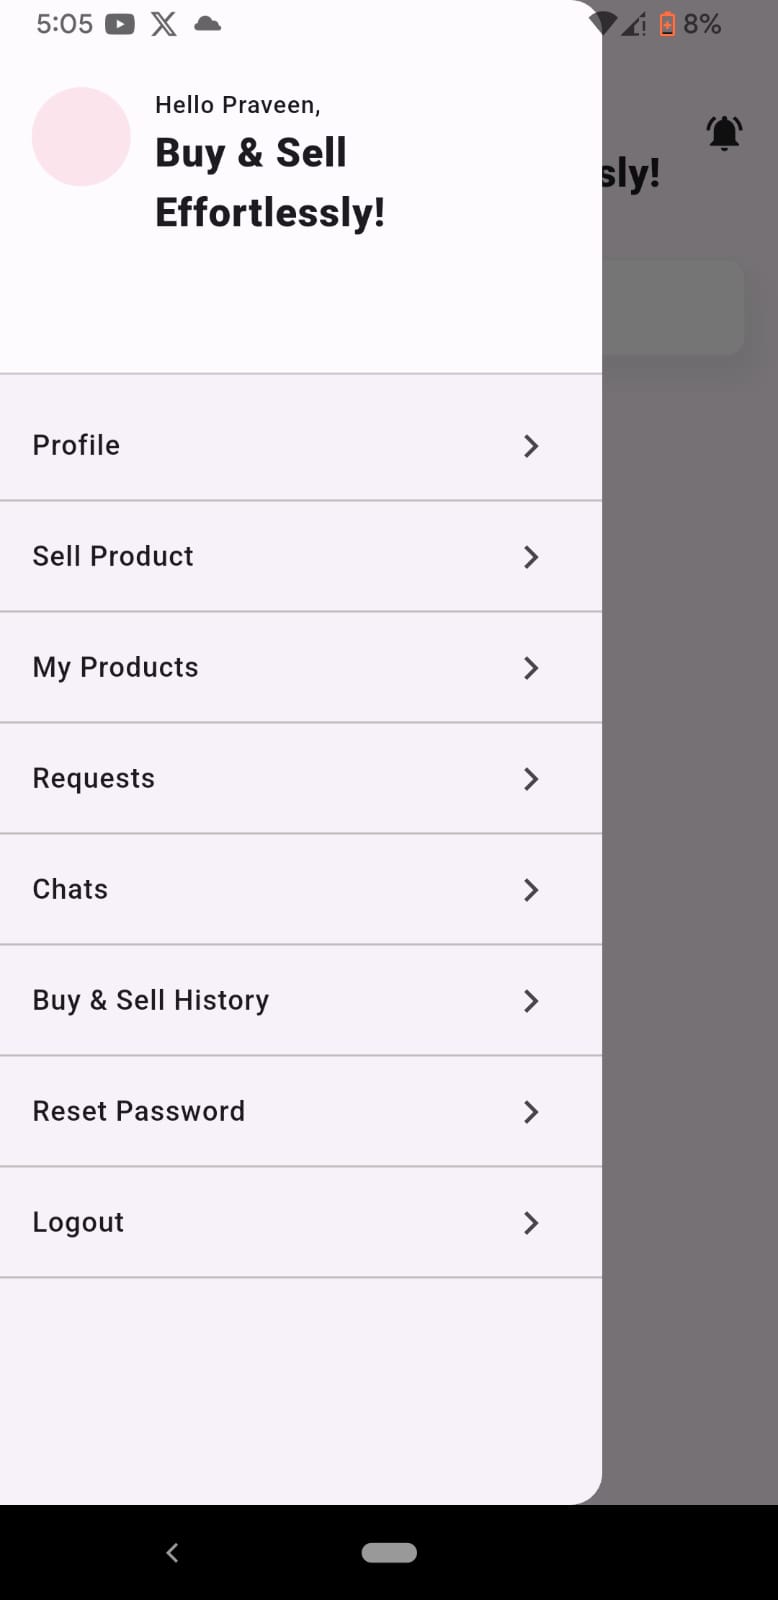 5:05
8%
Hello Praveen,
Buy & Sell
Effortlessly!
sly!
Profile
Sell Product
My Products
Requests
Chats
Buy & Sell History
Reset Password
Logout